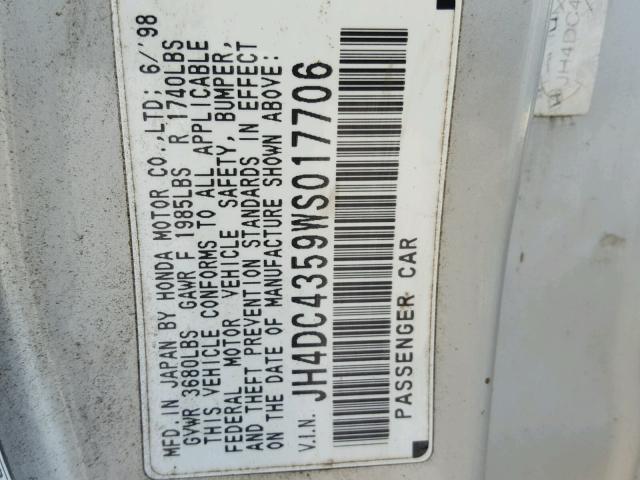 MFD. IN JAPAN BY HONDA MOTOR CO.,LTD; 6/'98
GVWR 3680LBS GAWR F 1985LBS R 1740LBS
THIS VEHICLE CONFORMS TO ALL APPLICABLE
FEDERAL MOTOR VEHICLE SAFETY, BUMPER,
AND THEFT PREVENTION STANDARDS IN EFFECT
ON THE DATE OF MANUFACTURE SHOWN ABOVE:
V.I.N. JH4DC4359WS017706
PASSENGER CAR
JH4DC4